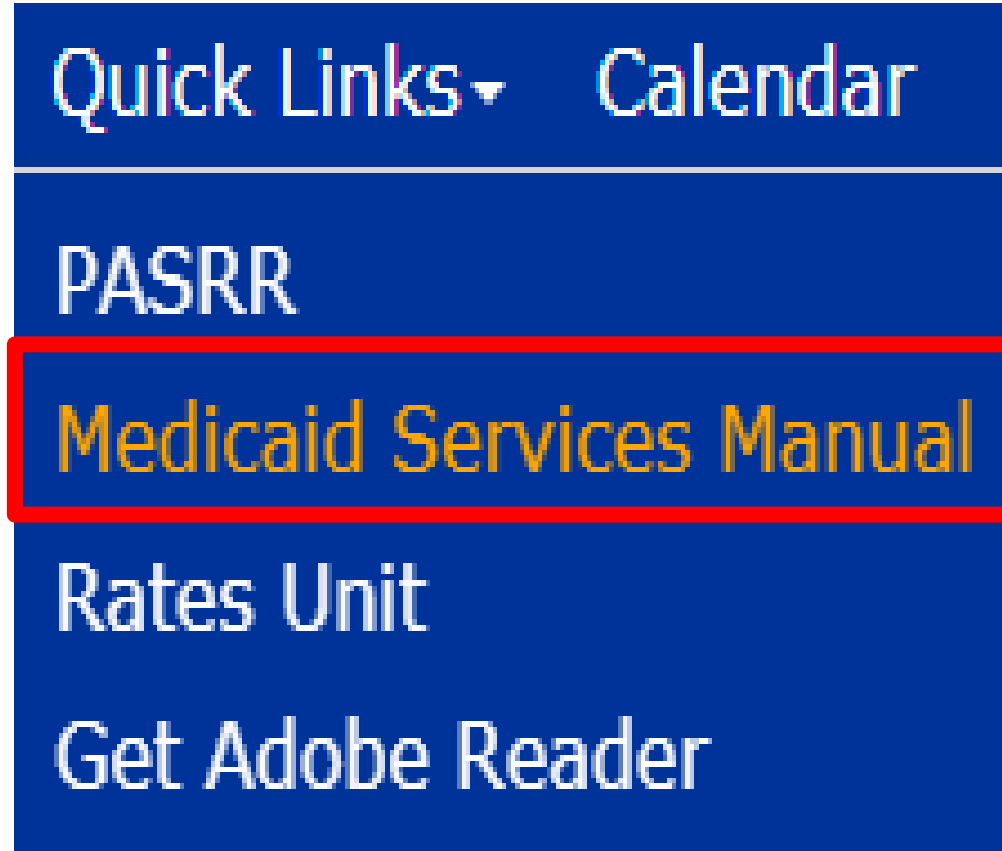 Quick Links Calendar
PASRR
Medicaid Services Manual
Rates Unit
Get Adobe Reader